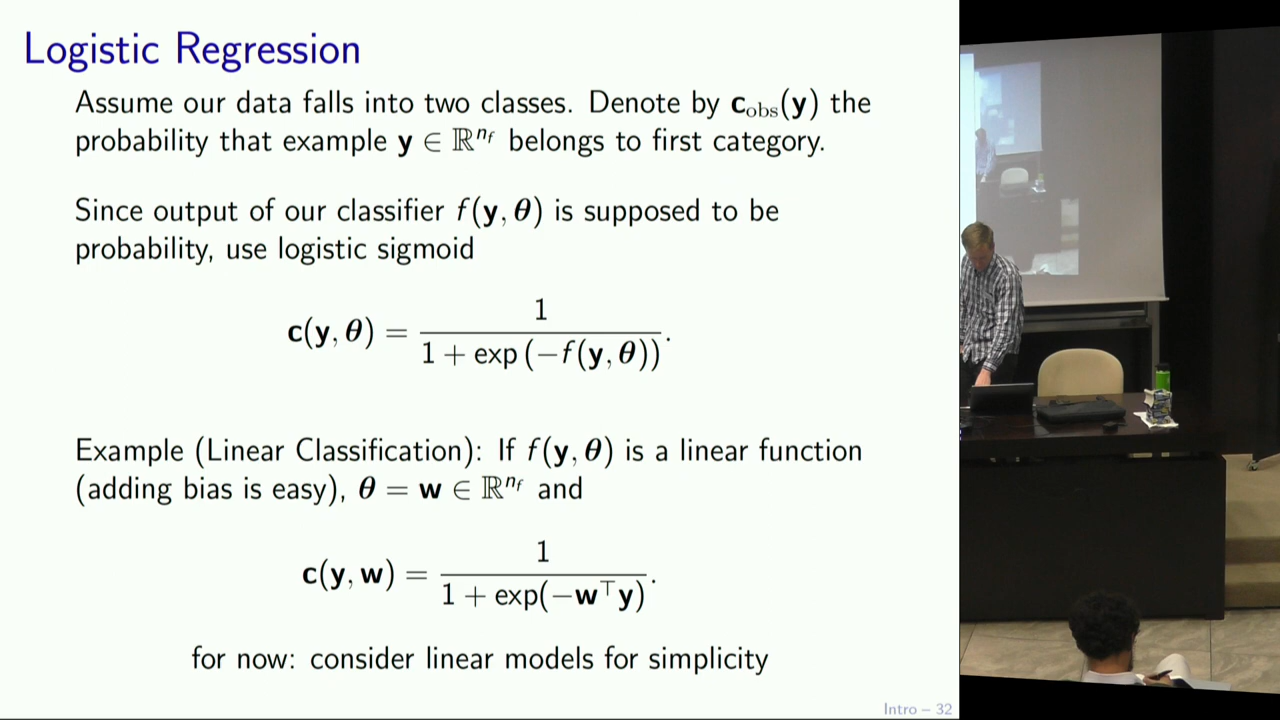 Logistic Regression
Assume our data falls into two classes. Denote by c_obs(y) the
probability that example y ∈ ℝ^{n_f} belongs to first category.
Since output of our classifier f(y, θ) is supposed to be
probability, use logistic sigmoid
c(y, θ) = 1 / (1 + exp (−f(y, θ))).
Example (Linear Classification): If f(y, θ) is a linear function
(adding bias is easy), θ = w ∈ ℝ^{n_f} and
c(y, w) = 1 / (1 + exp(−w^⊤y)).
for now: consider linear models for simplicity
Intro – 32